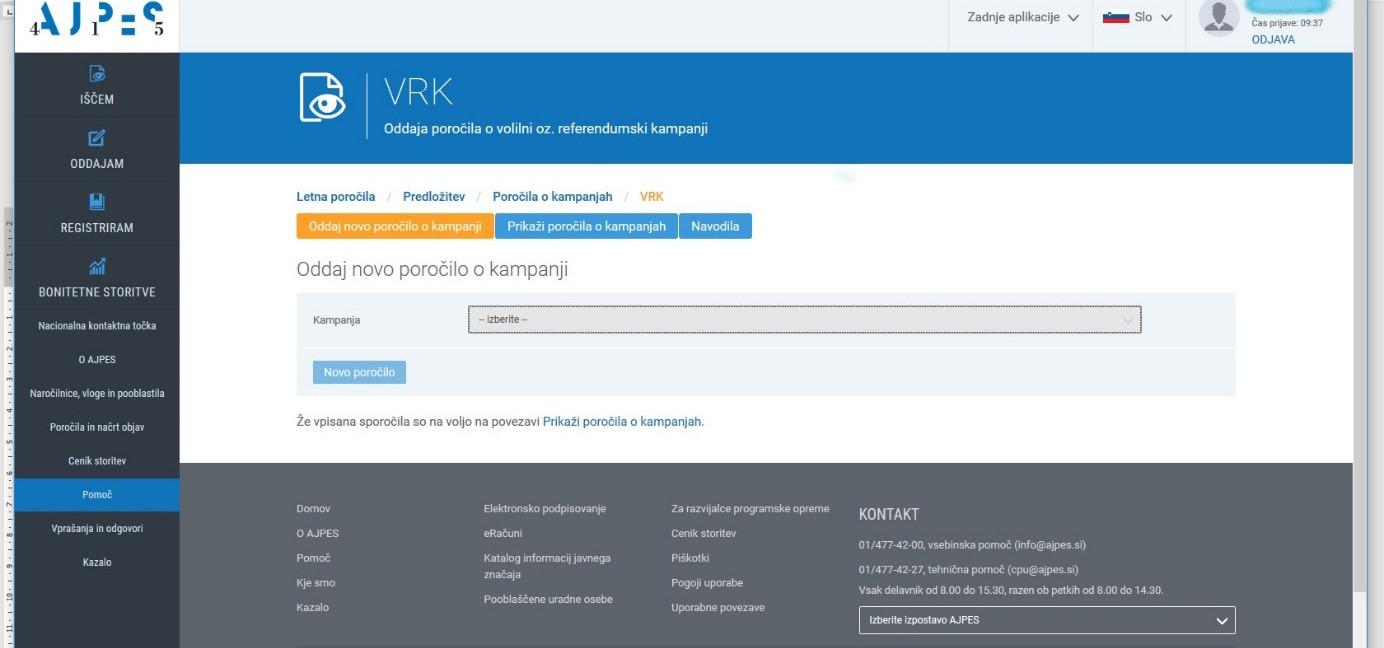 AJPES
4 1 5
Zadnje aplikacije
Slo
Čas prijave: 09:37
ODJAVA
IŠČEM
ODDAJAM
REGISTRIRAM
BONITETNE STORITVE
Nacionalna kontaktna točka
O AJPES
Naročilnice, vloge in pooblastila
Poročila in načrt objav
Cenik storitev
Pomoč
Vprašanja in odgovori
Kazalo
VRK
Oddaja poročila o volilni oz. referendumski kampanji
Letna poročila / Predložitev / Poročila o kampanjah / VRK
Oddaj novo poročilo o kampanji Prikaži poročila o kampanjah Navodila
Oddaj novo poročilo o kampanji
Kampanja -- izberite --
Novo poročilo
Že vpisana sporočila so na voljo na povezavi Prikaži poročila o kampanjah.
Domov
O AJPES
Pomoč
Kje smo
Kazalo
Elektronsko podpisovanje
eRačuni
Katalog informacij javnega
značaja
Pooblaščene uradne osebe
Za razvijalce programske opreme
Cenik storitev
Piškotki
Pogoji uporabe
Uporabne povezave
KONTAKT
01/477-42-00, vsebinska pomoč (info@ajpes.si)
01/477-42-27, tehnična pomoč (cpu@ajpes.si)
Vsak delavnik od 8.00 do 15.30, razen ob petkih od 8.00 do 14.30.
Izberite izpostavo AJPES